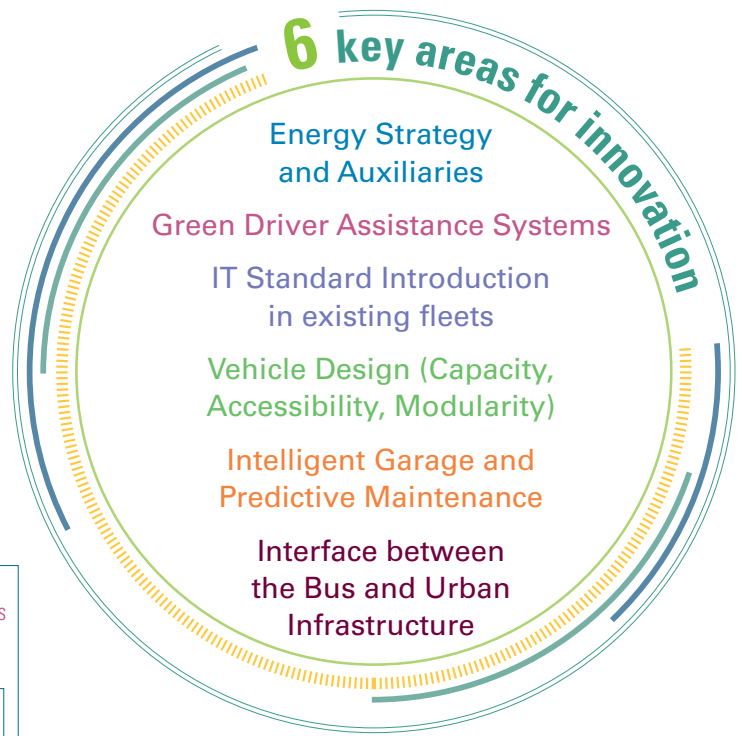 6 key areas for innovation
Energy Strategy
and Auxiliaries
Green Driver Assistance Systems
IT Standard Introduction
in existing fleets
Vehicle Design (Capacity,
Accessibility, Modularity)
Intelligent Garage and
Predictive Maintenance
Interface between
the Bus and Urban
Infrastructure